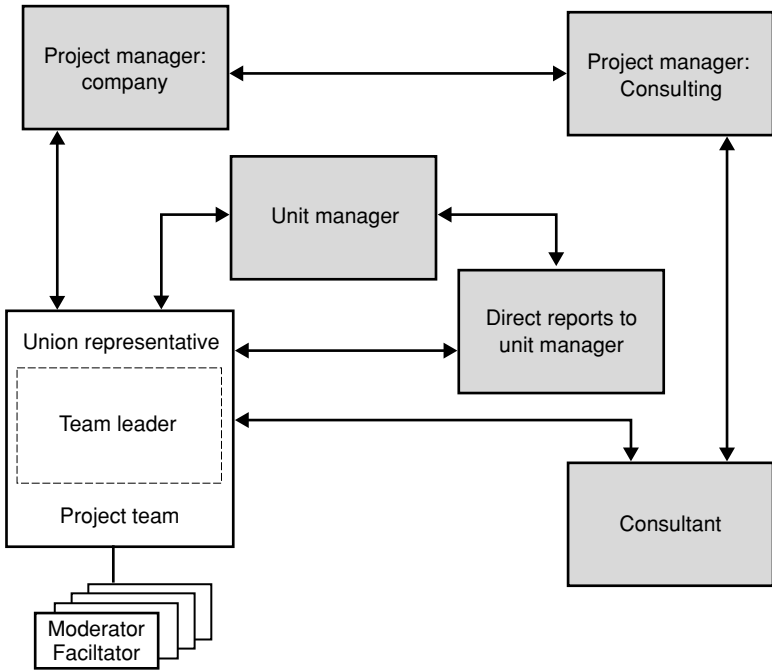 Project manager:
company
Project manager:
Consulting
Unit manager
Direct reports to
unit manager
Union representative
Team leader
Project team
Consultant
Moderator
Faciltator